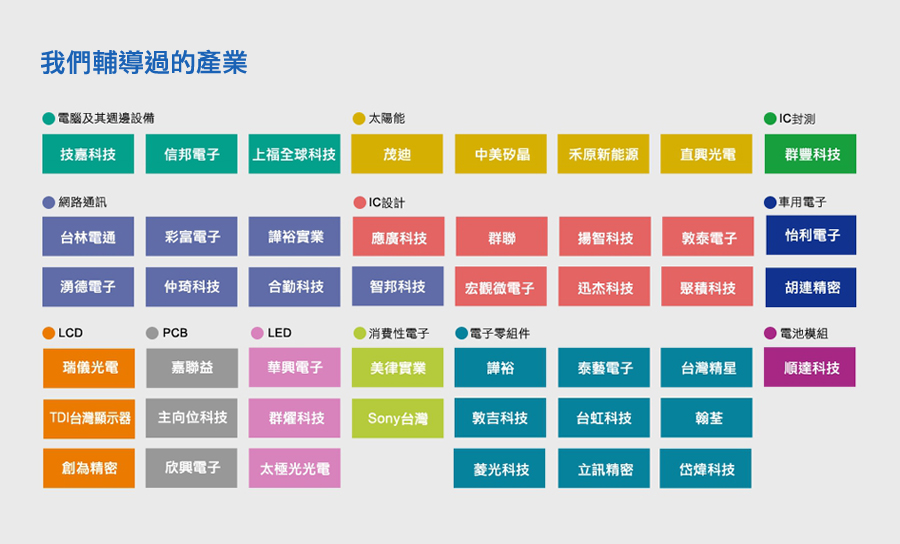 我們輔導過的產業
電腦及其週邊設備
技嘉科技 信邦電子 上福全球科技
太陽能
茂迪 中美矽晶 禾原新能源 直興光電
IC封測
群豐科技
網路通訊
台林電通 彩富電子 譁裕實業
湧德電子 仲琦科技 合勤科技 智邦科技
IC設計
應廣科技 群聯 揚智科技 敦泰電子
宏觀微電子 迅杰科技 聚積科技
車用電子
怡利電子
胡連精密
LCD
瑞儀光電
TDI台灣顯示器
創為精密
PCB
嘉聯益
主向位科技
欣興電子
LED
華興電子
群燿科技
太極光光電
消費性電子
美律實業
Sony台灣
電子零組件
譁裕 泰藝電子 台灣精星
敦吉科技 台虹科技 翰荃
菱光科技 立訊精密 岱煒科技
電池模組
順達科技